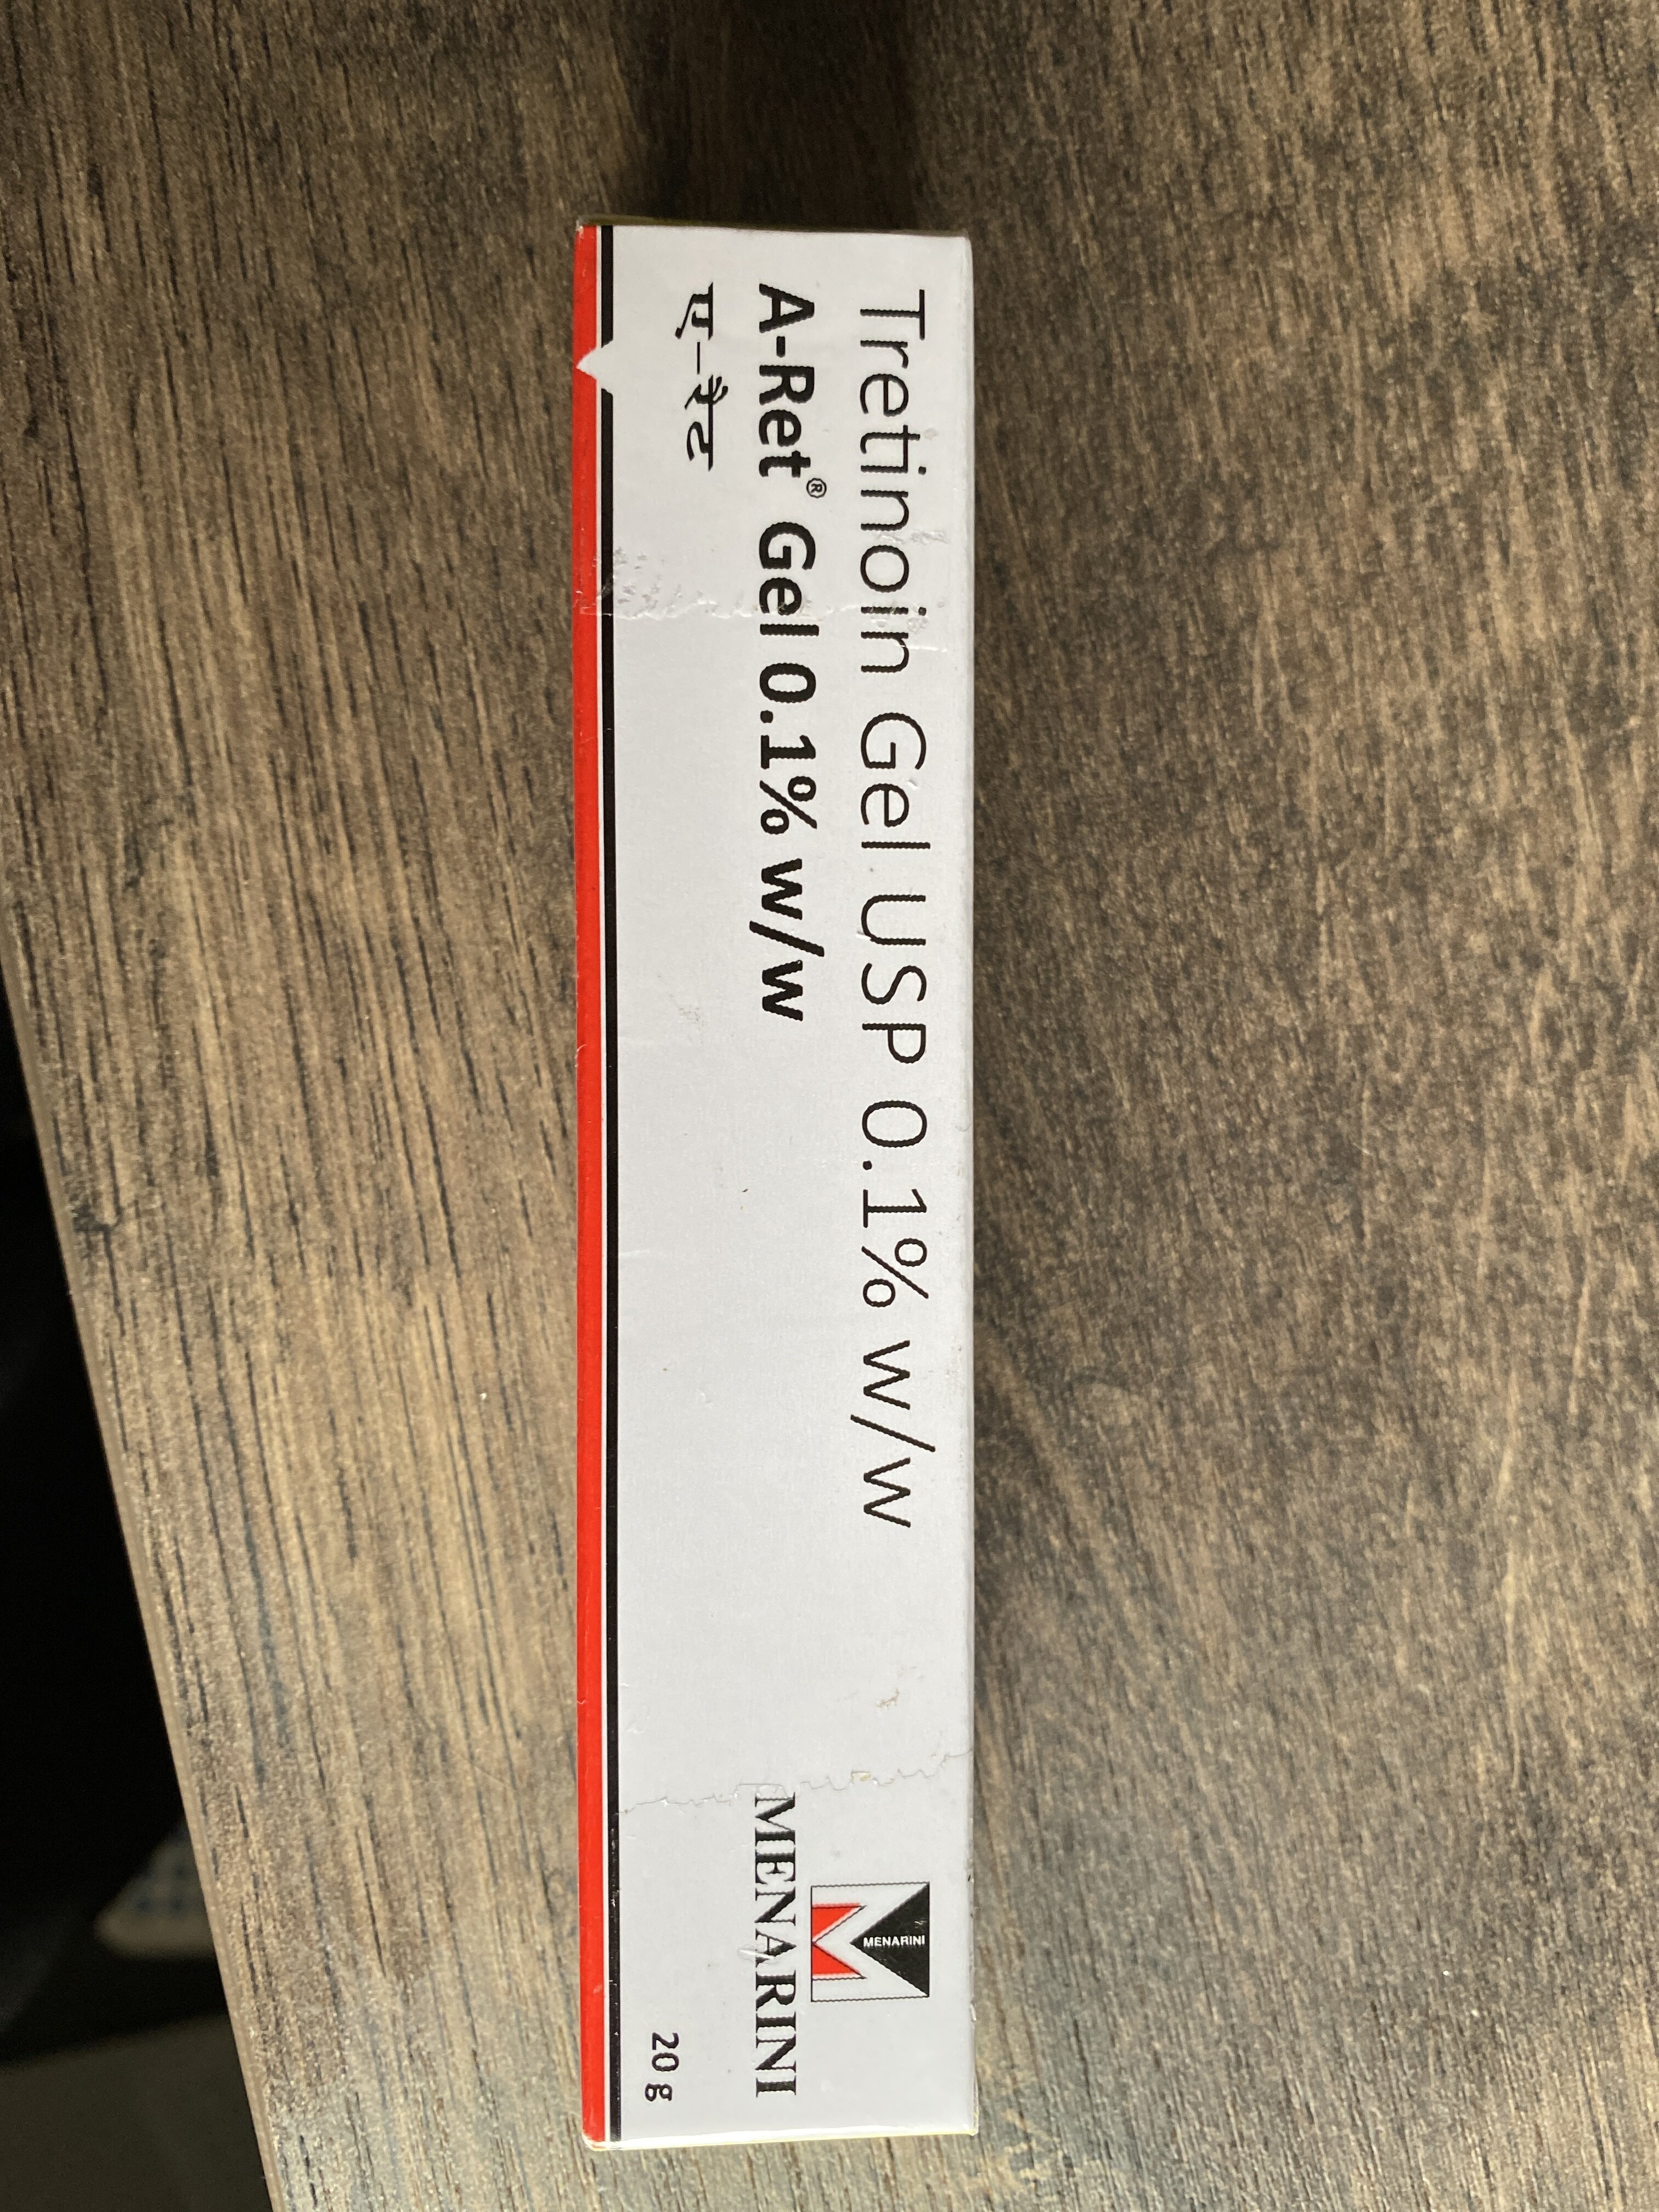 Tretinoin Gel USP 0.1% w/w
A-Ret® Gel 0.1% w/w
ए-रेट
MENARINI
MENARINI
20 g